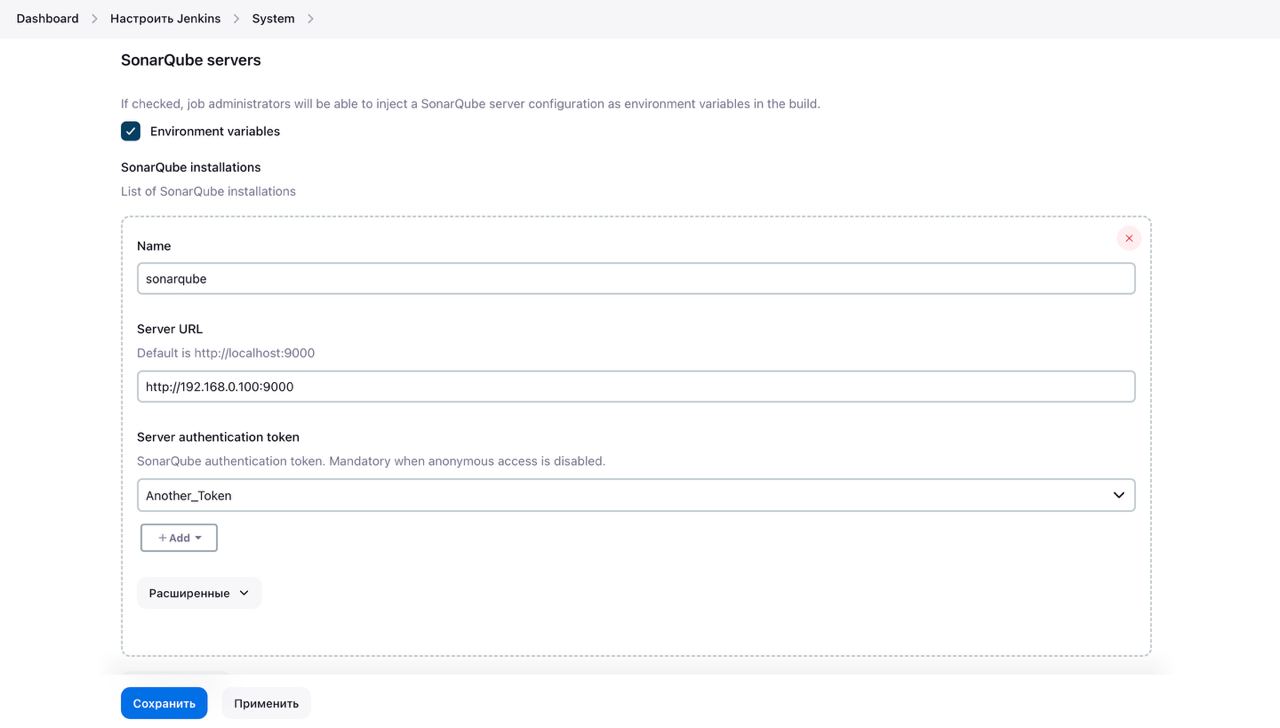 Dashboard
Настроить Jenkins
System
SonarQube servers
If checked, job administrators will be able to inject a SonarQube server configuration as environment variables in the build.
Environment variables
SonarQube installations
List of SonarQube installations
Name
sonarqube
Server URL
Default is http://localhost:9000
http://192.168.0.100:9000
Server authentication token
SonarQube authentication token. Mandatory when anonymous access is disabled.
Another_Token
+ Add
Расширенные
Сохранить
Применить